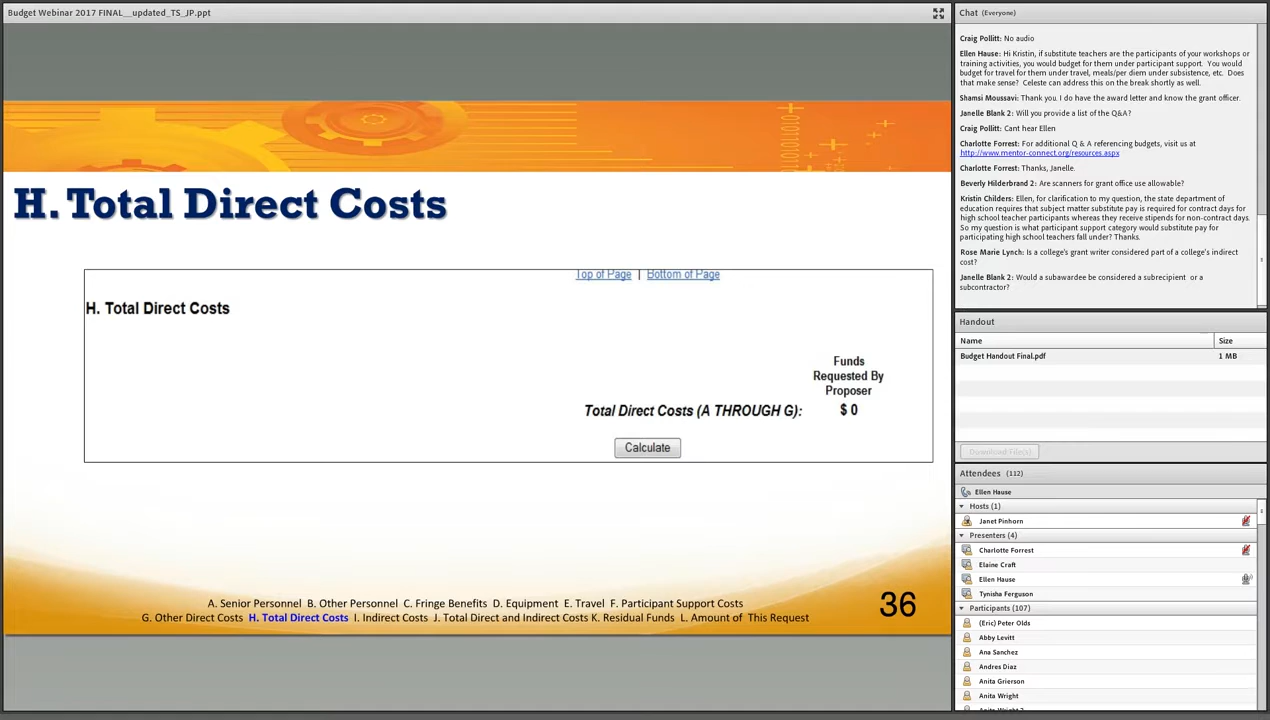 Budget Webinar 2017 FINAL__updated_TS_JP.ppt
H. Total Direct Costs
Top of Page | Bottom of Page
H. Total Direct Costs
Funds
Requested By
Proposer
Total Direct Costs (A THROUGH G): $ 0
Calculate
A. Senior Personnel B. Other Personnel C. Fringe Benefits D. Equipment E. Travel F. Participant Support Costs
G. Other Direct Costs H. Total Direct Costs I. Indirect Costs J. Total Direct and Indirect Costs K. Residual Funds L. Amount of This Request
36
Chat (Everyone)
Craig Pollitt: No audio
Ellen Hause: Hi Kristin, if substitute teachers are the participants of your workshops or
training activities, you would budget for them under participant support. You would
budget for travel for them under travel, meals/per diem under subsistence, etc. Does
that make sense? Celeste can address this on the break shortly as well.
Shamsi Moussavi: Thank you. I do have the award letter and know the grant officer.
Janelle Blank 2: Will you provide a list of the Q&A?
Craig Pollitt: Cant hear Ellen
Charlotte Forrest: For additional Q & A referencing budgets, visit us at
http://www.mentor-connect.org/resources.aspx
Charlotte Forrest: Thanks, Janelle.
Beverly Hilderbrand 2: Are scanners for grant office use allowable?
Kristin Childers: Ellen, for clarification to my question, the state department of
education requires that subject matter substitute pay is required for contract days for
high school teacher participants whereas they receive stipends for non-contract days.
So my question is what participant support category would substitute pay for
participating high school teachers fall under? Thanks.
Rose Marie Lynch: Is a college's grant writer considered part of a college's indirect
cost?
Janelle Blank 2: Would a subawardee be considered a subrecipient or a
subcontractor?
Handout
Name Size
Budget Handout Final.pdf 1 MB
Download File(s)
Attendees (112)
Ellen Hause
Hosts (1)
Janet Pinhorn
Presenters (4)
Charlotte Forrest
Elaine Craft
Ellen Hause
Tynisha Ferguson
Participants (107)
(Eric) Peter Olds
Abby Levitt
Ana Sanchez
Andres Diaz
Anita Grierson
Anita Wright
Anita Wright 2